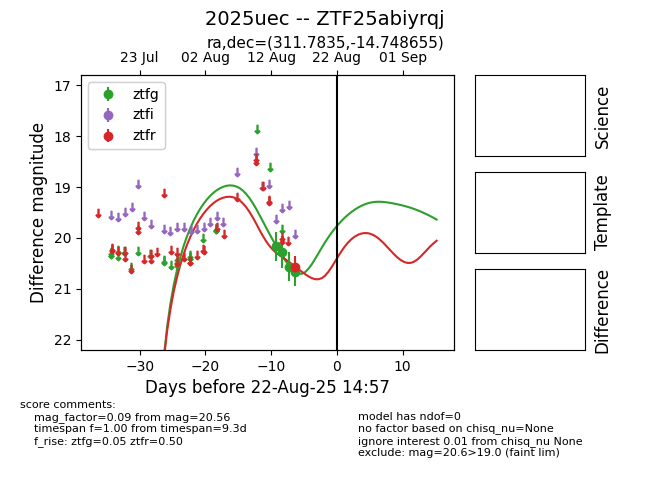 2025uec -- ZTF25abiyrqj
ra,dec=(311.7835,-14.748655)
23 Jul 02 Aug 12 Aug 22 Aug 01 Sep
ztfg
ztfi
ztfr
17
18
19
20
21
22
Difference magnitude
−30 −20 −10 0 10
Days before 22-Aug-25 14:57
Science
Template
Difference
score comments:
mag_factor=0.09 from mag=20.56
timespan f=1.00 from timespan=9.3d
f_rise: ztfg=0.05 ztfr=0.50
model has ndof=0
no factor based on chisq_nu=None
ignore interest 0.01 from chisq_nu None
exclude: mag=20.6>19.0 (faint lim)